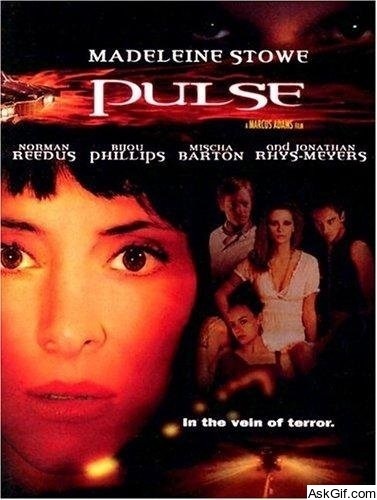 MADELEINE STOWE
PULSE
A MARCUS ADAMS FILM
NORMAN REEDUS
BIJOU PHILLIPS
MISCHA BARTON
and JONATHAN RHYS-MEYERS
In the vein of terror.
AskGif.com